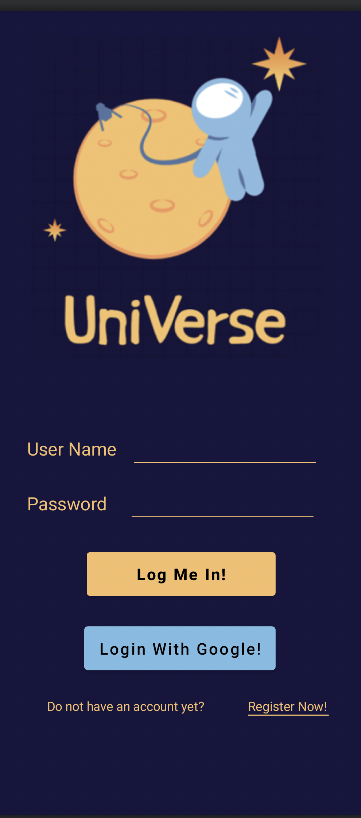 UniVerse
User Name
Password
Log Me In!
Login With Google!
Do not have an account yet? Register Now!